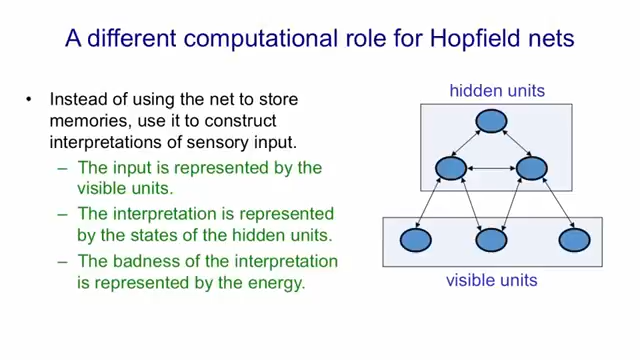 A different computational role for Hopfield nets
• Instead of using the net to store
memories, use it to construct
interpretations of sensory input.
– The input is represented by the
visible units.
– The interpretation is represented
by the states of the hidden units.
– The badness of the interpretation
is represented by the energy.
hidden units
visible units